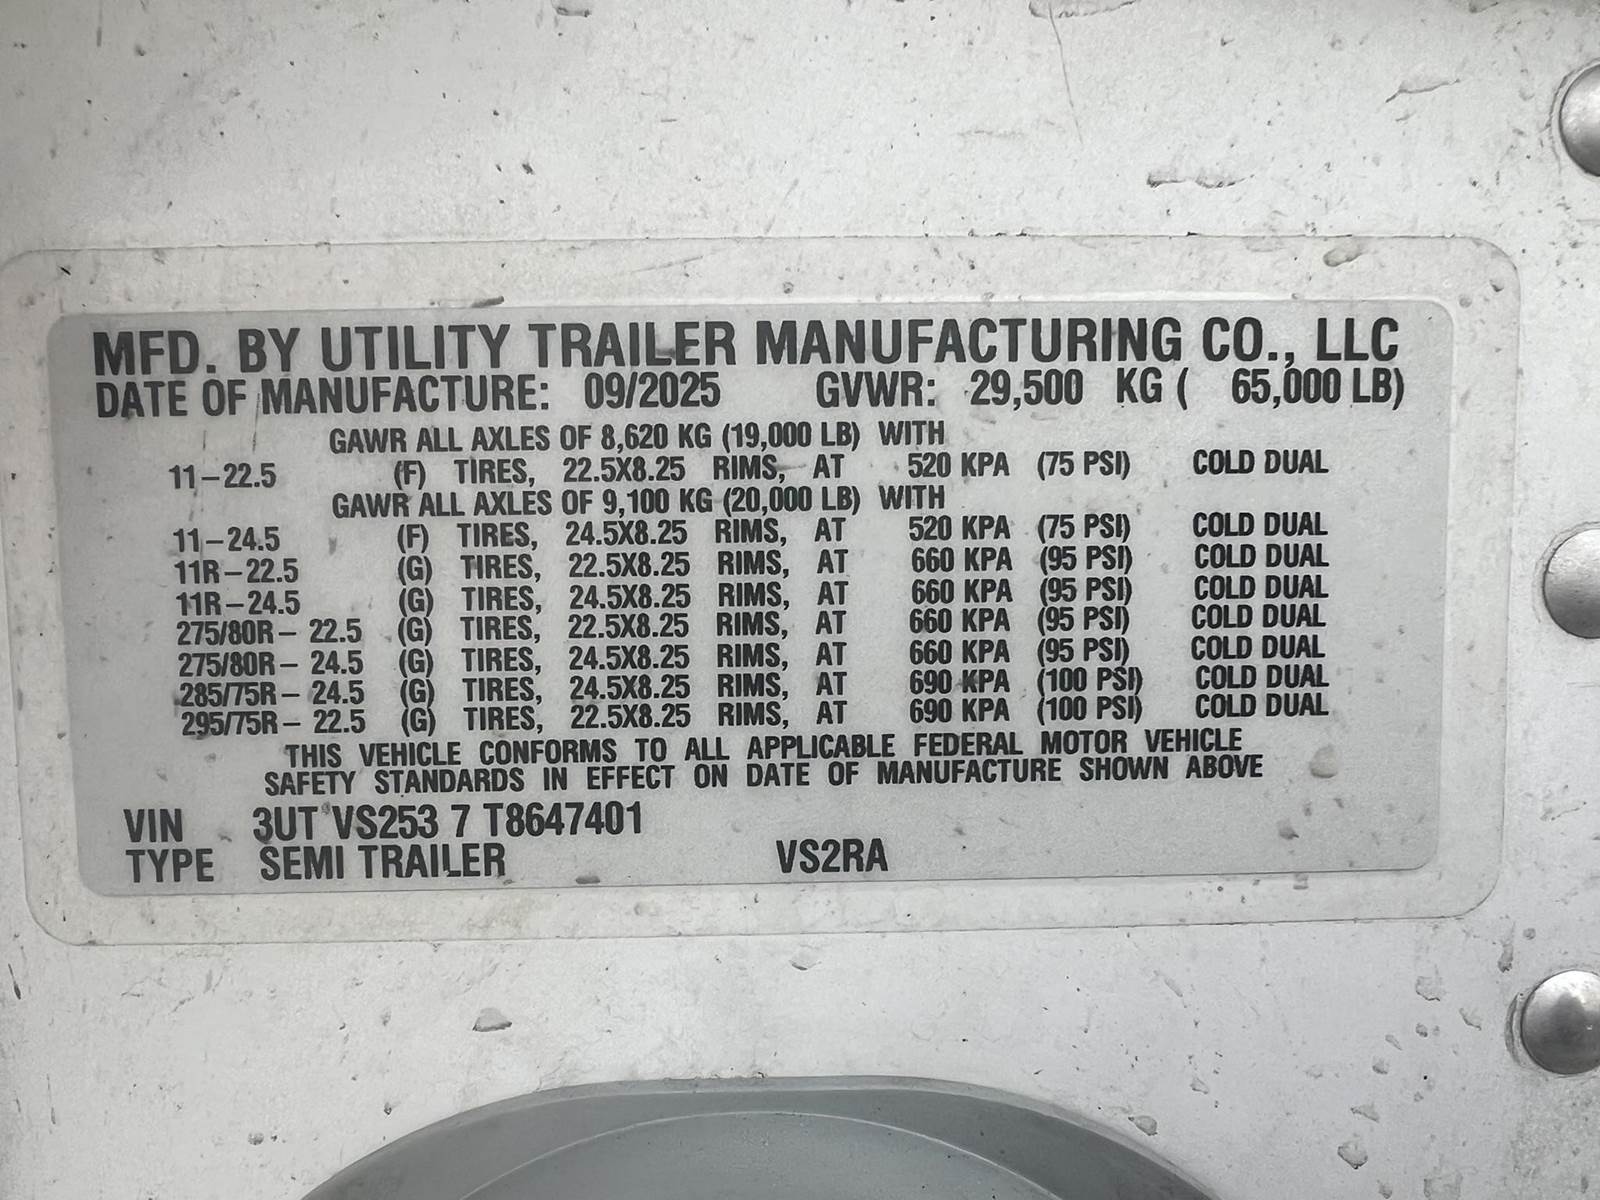 MFD. BY UTILITY TRAILER MANUFACTURING CO., LLC
DATE OF MANUFACTURE: 09/2025 GVWR: 29,500 KG ( 65,000 LB)
GAWR ALL AXLES OF 8,620 KG (19,000 LB) WITH
11-22.5 (F) TIRES, 22.5X8.25 RIMS, AT 520 KPA (75 PSI) COLD DUAL
GAWR ALL AXLES OF 9,100 KG (20,000 LB) WITH
11-24.5 (F) TIRES, 24.5X8.25 RIMS, AT 520 KPA (75 PSI) COLD DUAL
11R-22.5 (G) TIRES, 22.5X8.25 RIMS, AT 660 KPA (95 PSI) COLD DUAL
11R-24.5 (G) TIRES, 24.5X8.25 RIMS, AT 660 KPA (95 PSI) COLD DUAL
275/80R- 22.5 (G) TIRES, 22.5X8.25 RIMS, AT 660 KPA (95 PSI) COLD DUAL
275/80R- 24.5 (G) TIRES, 24.5X8.25 RIMS, AT 660 KPA (95 PSI) COLD DUAL
285/75R- 24.5 (G) TIRES, 24.5X8.25 RIMS, AT 690 KPA (100 PSI) COLD DUAL
295/75R- 22.5 (G) TIRES, 22.5X8.25 RIMS, AT 690 KPA (100 PSI) COLD DUAL
THIS VEHICLE CONFORMS TO ALL APPLICABLE FEDERAL MOTOR VEHICLE
SAFETY STANDARDS IN EFFECT ON DATE OF MANUFACTURE SHOWN ABOVE
VIN 3UT VS253 7 T8647401
TYPE SEMI TRAILER VS2RA